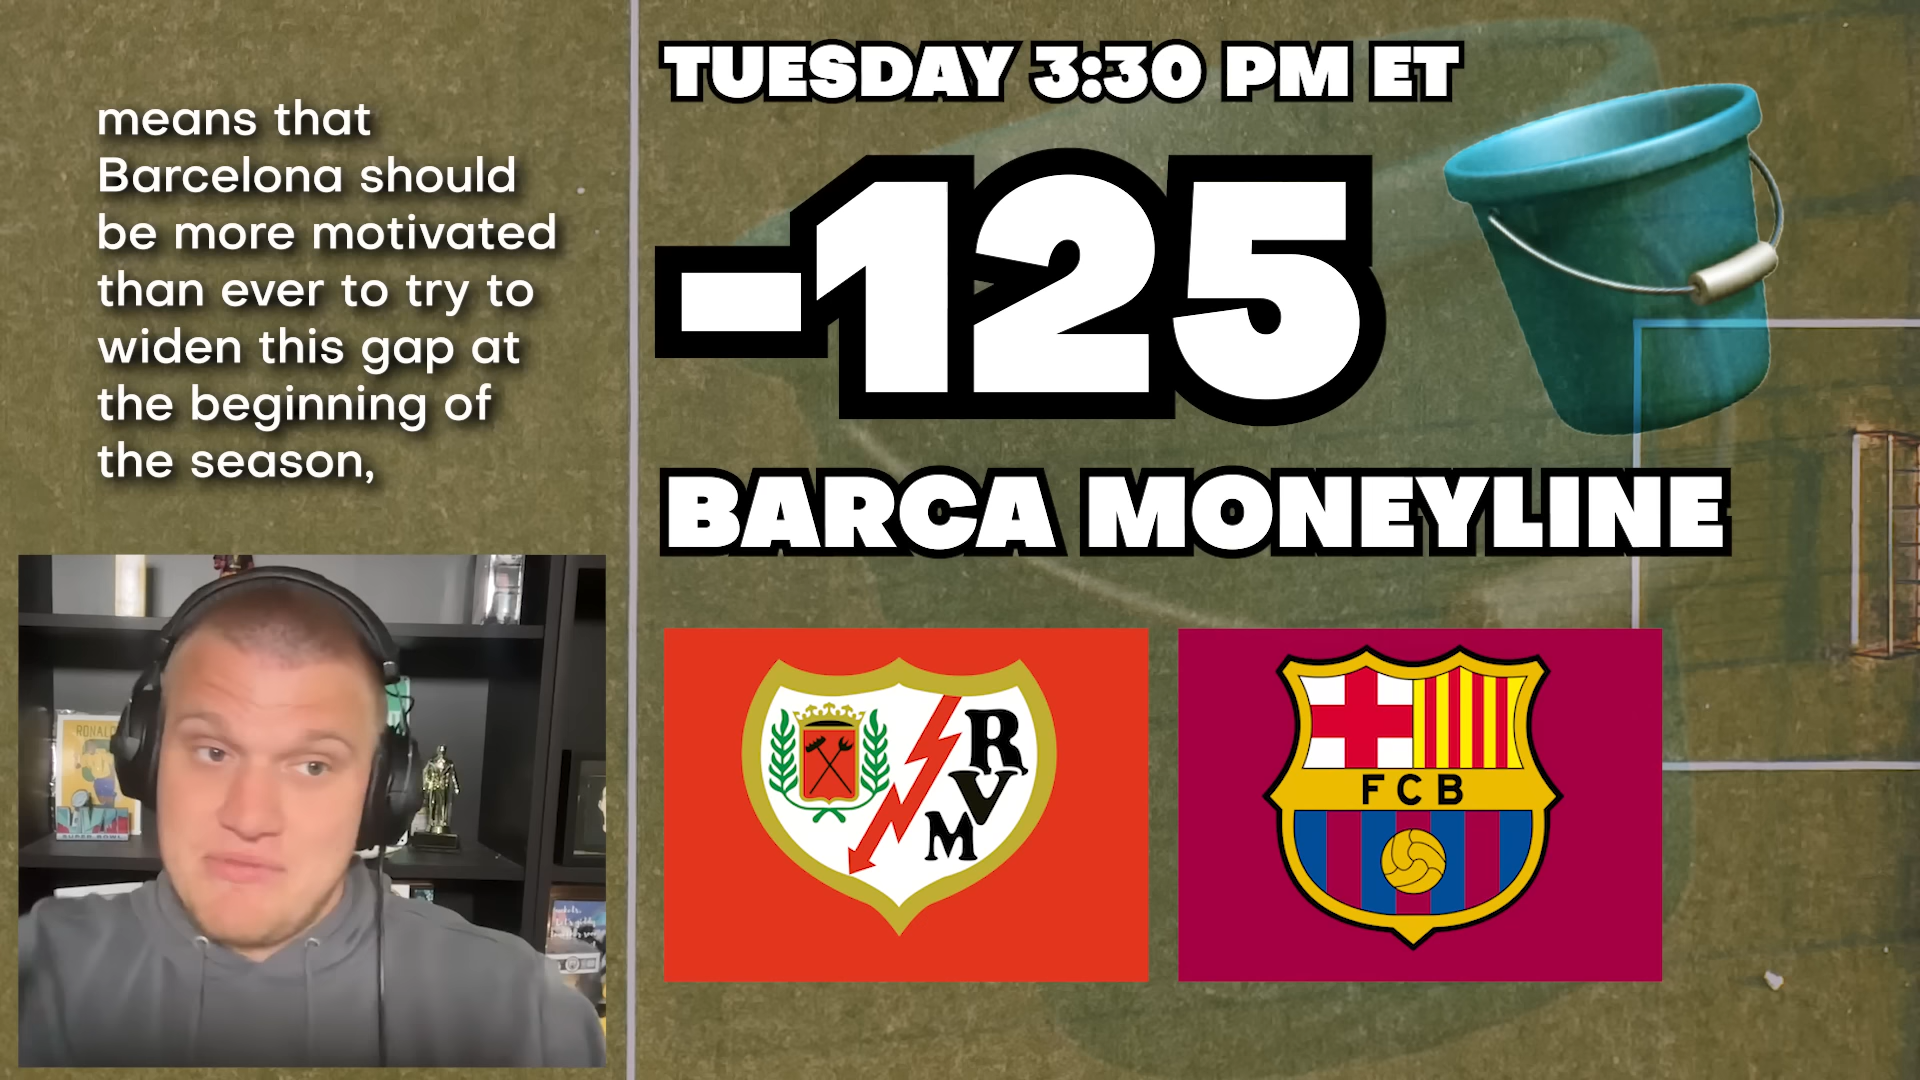 means that
Barcelona should
be more motivated
than ever to try to
widen this gap at
the beginning of
the season,
TUESDAY 3:30 PM ET
-125
BARCA MONEYLINE
R
V
M
FCB
RONALD